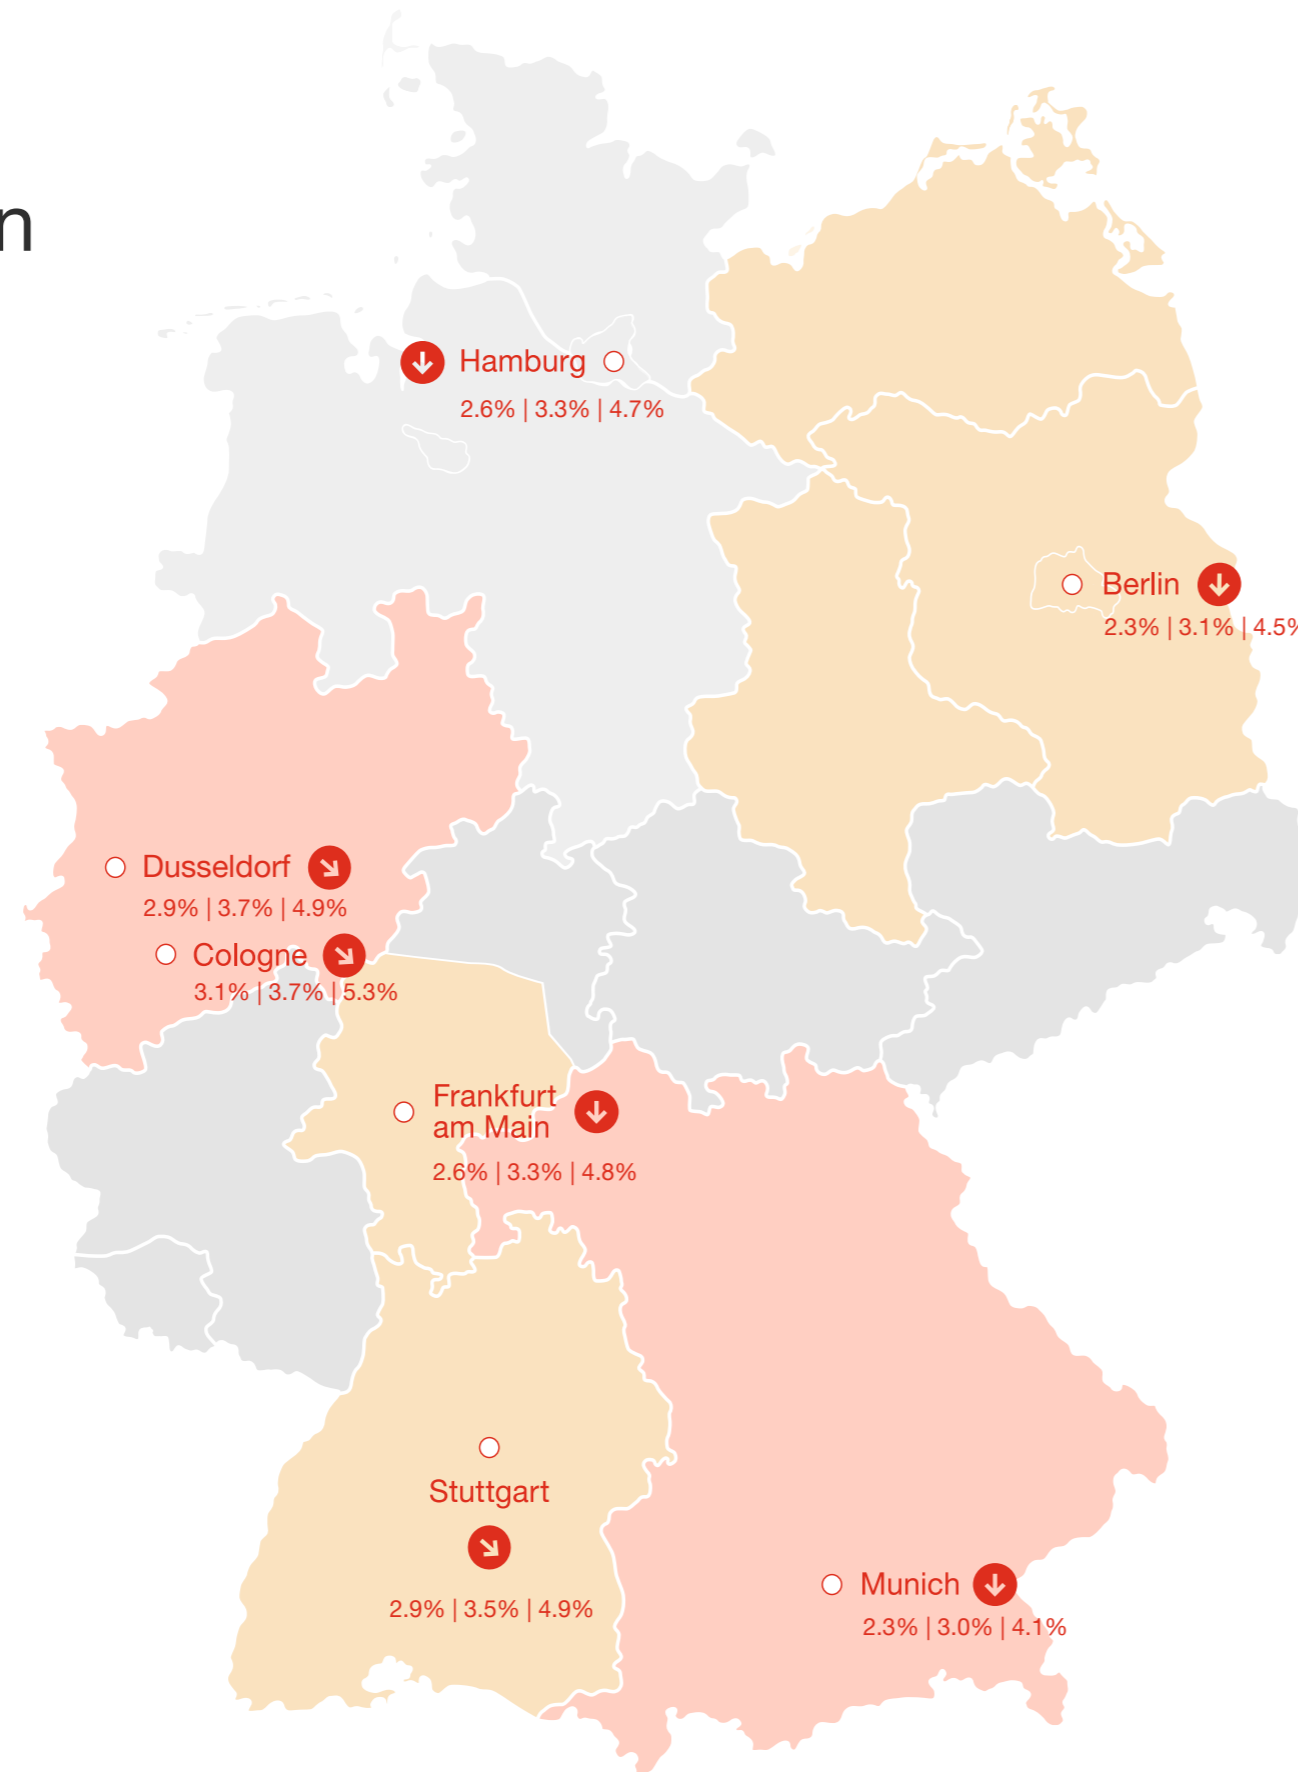 n
Hamburg
2.6% | 3.3% | 4.7%
Berlin
2.3% | 3.1% | 4.5%
Dusseldorf
2.9% | 3.7% | 4.9%
Cologne
3.1% | 3.7% | 5.3%
Frankfurt
am Main
2.6% | 3.3% | 4.8%
Stuttgart
2.9% | 3.5% | 4.9%
Munich
2.3% | 3.0% | 4.1%